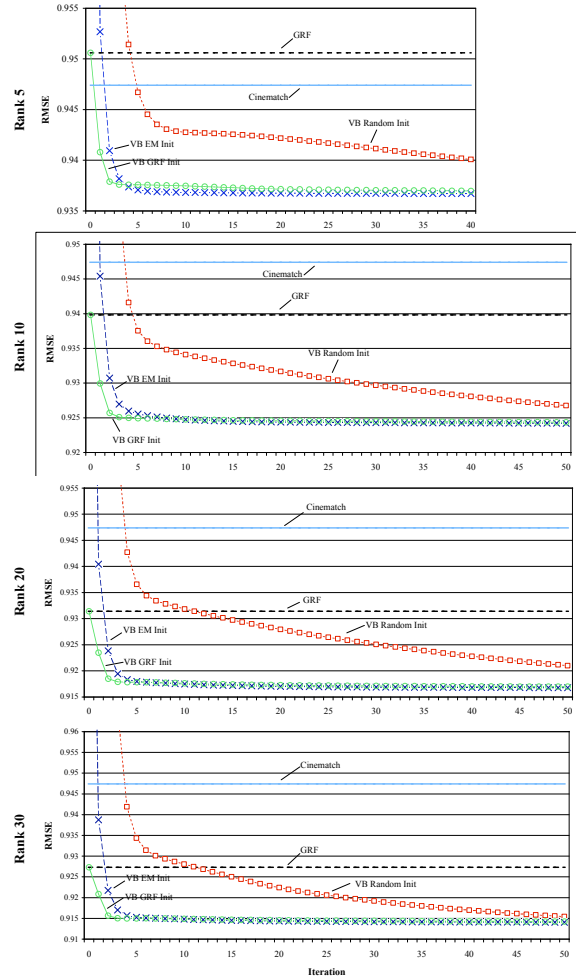 0.955
GRF
0.95
Cinematch
0.945
VB Random Init
VB EM Init
0.94
VB GRF Init
0.935
0 5 10 15 20 25 30 35 40
RMSE
Rank 5
0.95
0.945
Cinematch
GRF
0.94
0.935
VB Random Init
0.93
VB EM Init
0.925
VB GRF Init
0.92
0 5 10 15 20 25 30 35 40 45 50
RMSE
Rank 10
0.955
0.95
Cinematch
0.945
0.94
0.935
GRF
0.93
VB Random Init
0.925
VB EM Init
0.92
VB GRF Init
0.915
0 5 10 15 20 25 30 35 40 45 50
RMSE
Rank 20
0.96
0.955
0.95
Cinematch
0.945
0.94
0.935
0.93
GRF
0.925
VB EM Init
VB Random Init
0.92
VB GRF Init
0.915
0.91
0 5 10 15 20 25 30 35 40 45 50
RMSE
Rank 30
Iteration